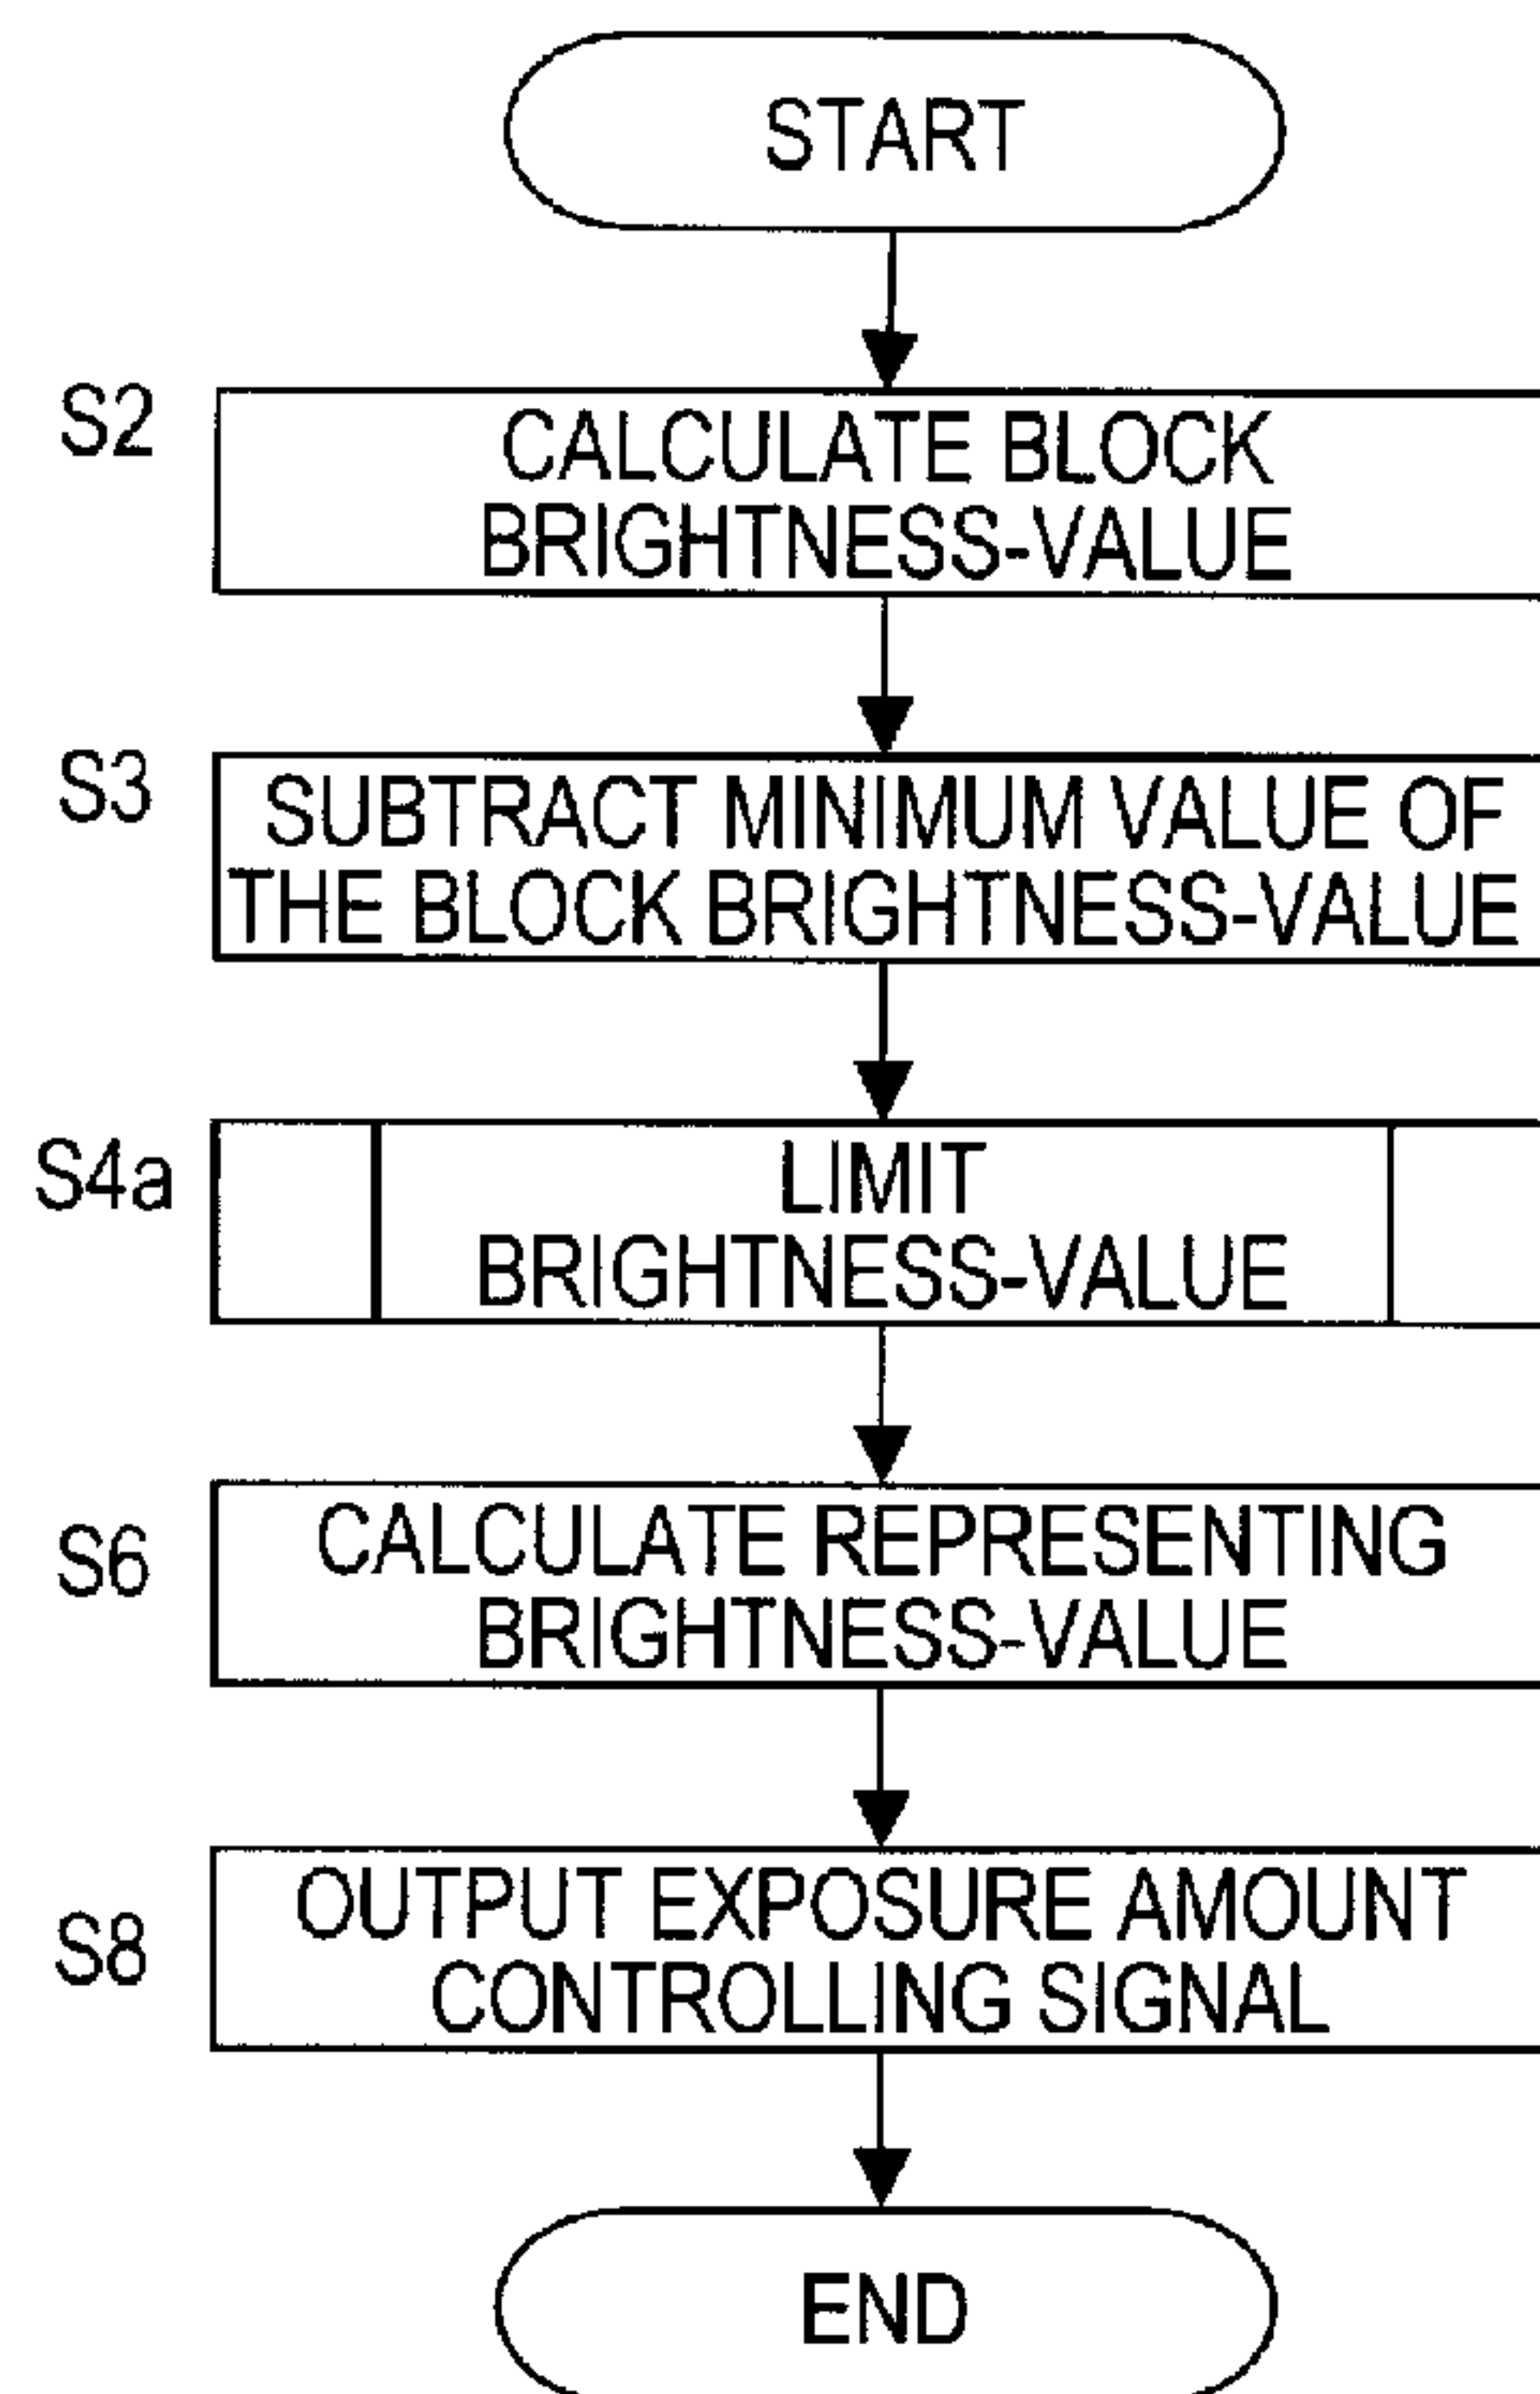 START
S2
CALCULATE BLOCK
BRIGHTNESS-VALUE
S3
SUBTRACT MINIMUM VALUE OF
THE BLOCK BRIGHTNESS-VALUE
S4a
LIMIT
BRIGHTNESS-VALUE
S6
CALCULATE REPRESENTING
BRIGHTNESS-VALUE
S8
OUTPUT EXPOSURE AMOUNT
CONTROLLING SIGNAL
END